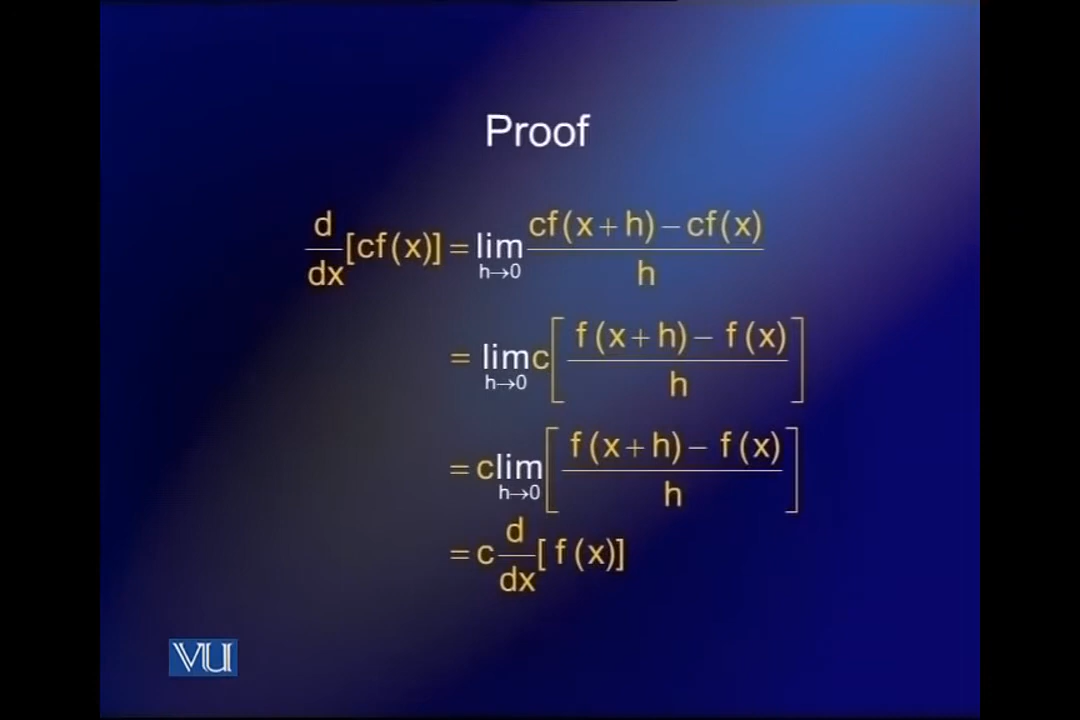 Proof
d/dx [cf(x)] = lim h→0 cf(x+h) − cf(x) / h
= lim h→0 c[ f(x+h) − f(x) / h ]
= c lim h→0 [ f(x+h) − f(x) / h ]
= c d/dx [f(x)]
VU